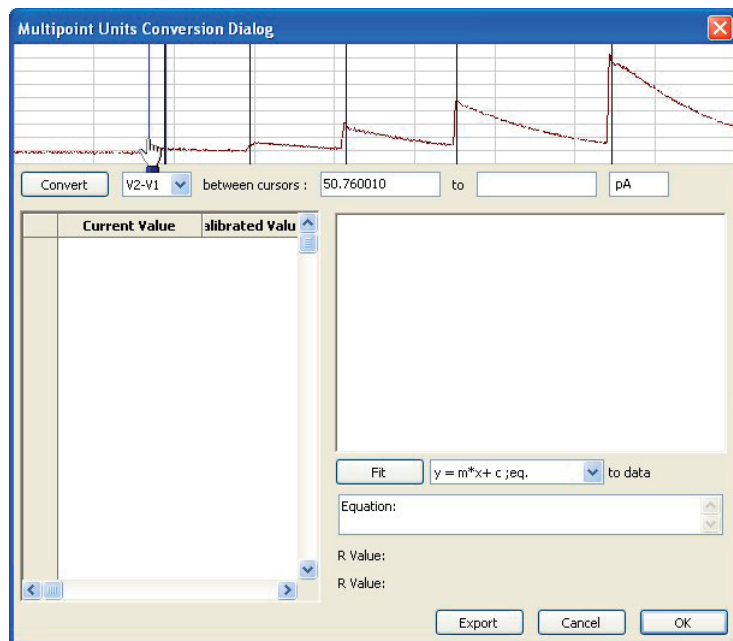 Multipoint Units Conversion Dialog
Convert V2-V1 between cursors : 50.760010 to pA
Current Value alibrated Valu
Fit y = m*x+ c ;eq. to data
Equation:
R Value:
R Value:
Export Cancel OK